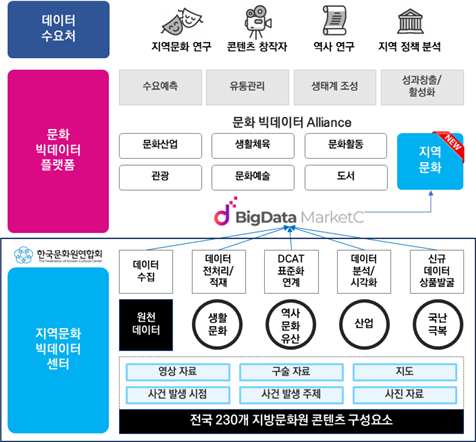 데이터
수요처
지역문화 연구
콘텐츠 창작자
역사 연구
지역 정책 분석
문화
빅데이터
플랫폼
수요예측
유통관리
생태계 조성
성과창출/
활성화
문화 빅데이터 Alliance
문화산업
생활체육
문화활동
관광
문화예술
도서
NEW
지역
문화
BigData MarketC
한국문화원연합회
The Federation of Korean Cultural Center
지역문화
빅데이터
센터
데이터
수집
데이터
전처리/
적재
DCAT
표준화
연계
데이터
분석/
시각화
신규
데이터
상품발굴
원천
데이터
생활
문화
역사
문화
유산
산업
국난
극복
영상 자료
구술 자료
지도
사건 발생 시점
사건 발생 주제
사진 자료
전국 230개 지방문화원 콘텐츠 구성요소